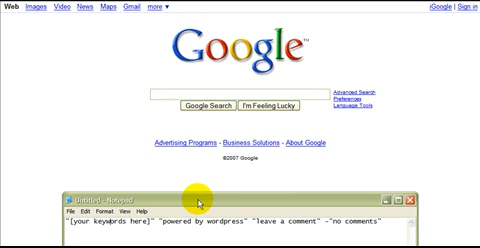 Web Images Video News Maps Gmail more ▼ iGoogle | Sign in
Google™
Advanced Search
Preferences
Language Tools
Google Search I'm Feeling Lucky
Advertising Programs - Business Solutions - About Google
©2007 Google
Untitled - Notepad
File Edit Format View Help
"[your keywords here]" "powered by wordpress" "leave a comment" -"no comments"